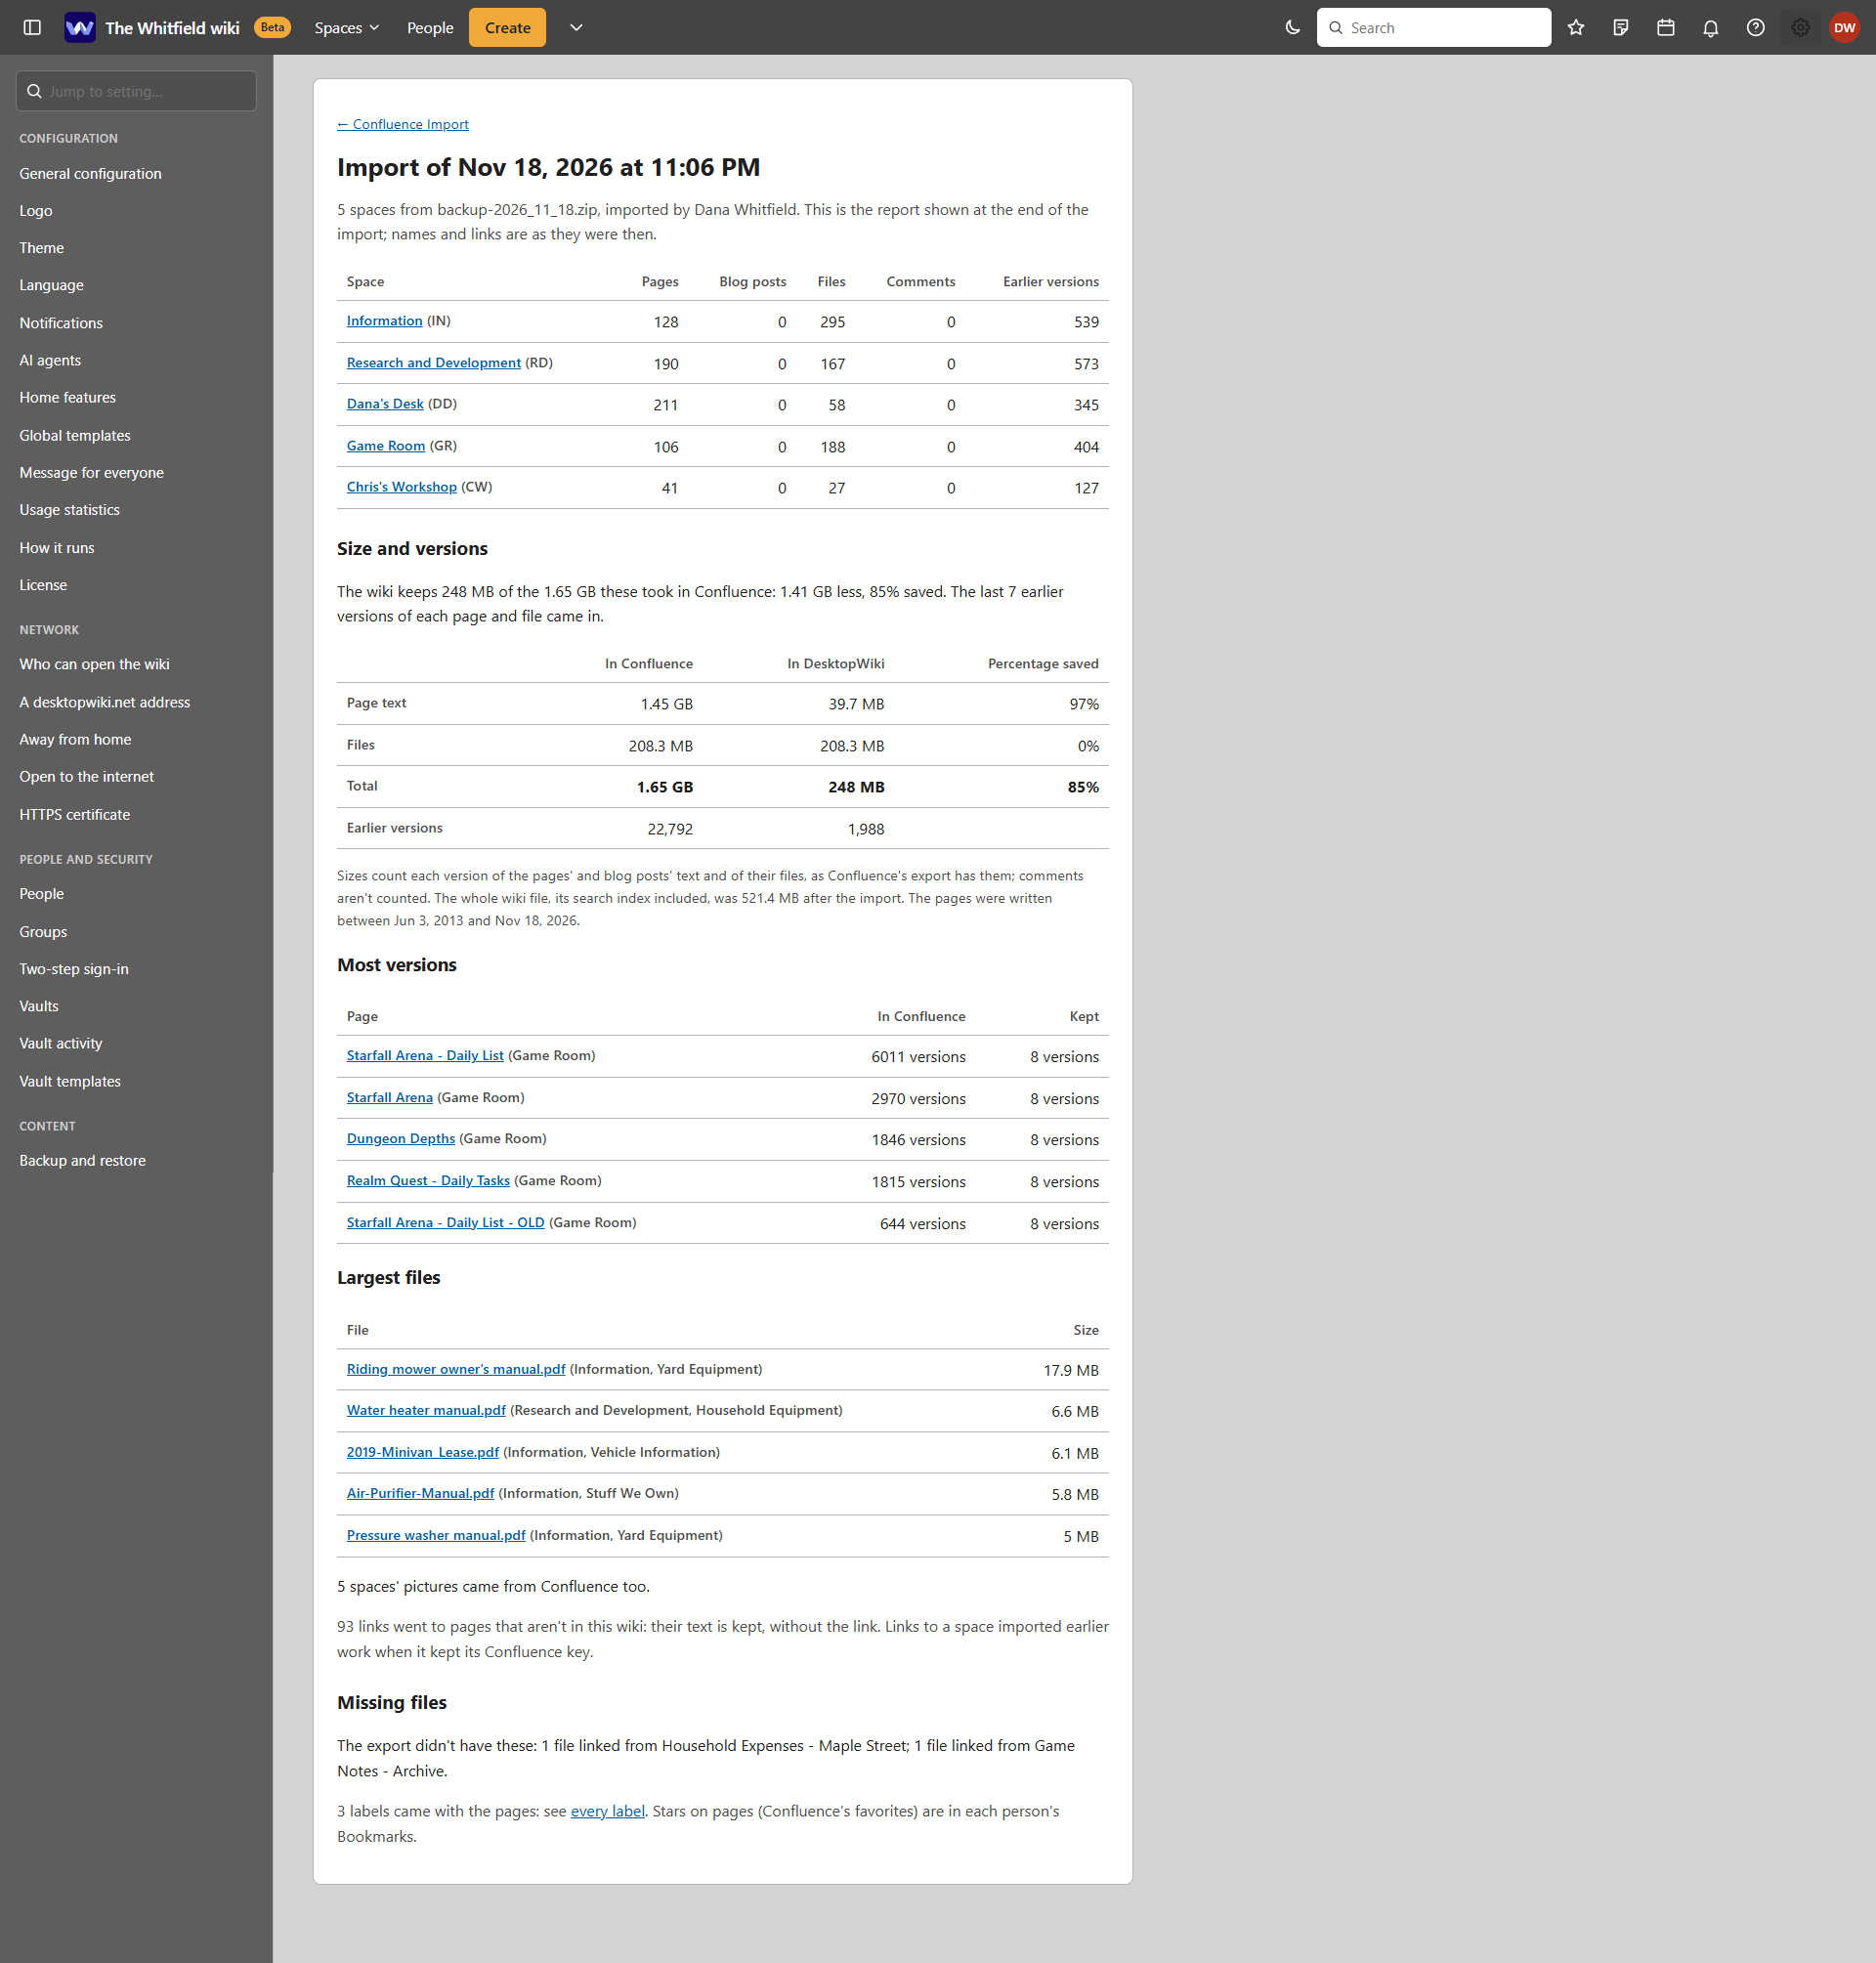 The Whitfield wiki Beta Spaces People Create Search DW
Jump to setting...
CONFIGURATION
General configuration
Logo
Theme
Language
Notifications
AI agents
Home features
Global templates
Message for everyone
Usage statistics
How it runs
License
NETWORK
Who can open the wiki
A desktopwiki.net address
Away from home
Open to the internet
HTTPS certificate
PEOPLE AND SECURITY
People
Groups
Two-step sign-in
Vaults
Vault activity
Vault templates
CONTENT
Backup and restore
← Confluence Import
Import of Nov 18, 2026 at 11:06 PM
5 spaces from backup-2026_11_18.zip, imported by Dana Whitfield. This is the report shown at the end of the
import; names and links are as they were then.
Space Pages Blog posts Files Comments Earlier versions
Information (IN) 128 0 295 0 539
Research and Development (RD) 190 0 167 0 573
Dana's Desk (DD) 211 0 58 0 345
Game Room (GR) 106 0 188 0 404
Chris's Workshop (CW) 41 0 27 0 127
Size and versions
The wiki keeps 248 MB of the 1.65 GB these took in Confluence: 1.41 GB less, 85% saved. The last 7 earlier
versions of each page and file came in.
In Confluence In DesktopWiki Percentage saved
Page text 1.45 GB 39.7 MB 97%
Files 208.3 MB 208.3 MB 0%
Total 1.65 GB 248 MB 85%
Earlier versions 22,792 1,988
Sizes count each version of the pages' and blog posts' text and of their files, as Confluence's export has them; comments
aren't counted. The whole wiki file, its search index included, was 521.4 MB after the import. The pages were written
between Jun 3, 2013 and Nov 18, 2026.
Most versions
Page In Confluence Kept
Starfall Arena - Daily List (Game Room) 6011 versions 8 versions
Starfall Arena (Game Room) 2970 versions 8 versions
Dungeon Depths (Game Room) 1846 versions 8 versions
Realm Quest - Daily Tasks (Game Room) 1815 versions 8 versions
Starfall Arena - Daily List - OLD (Game Room) 644 versions 8 versions
Largest files
File Size
Riding mower owner's manual.pdf (Information, Yard Equipment) 17.9 MB
Water heater manual.pdf (Research and Development, Household Equipment) 6.6 MB
2019-Minivan_Lease.pdf (Information, Vehicle Information) 6.1 MB
Air-Purifier-Manual.pdf (Information, Stuff We Own) 5.8 MB
Pressure washer manual.pdf (Information, Yard Equipment) 5 MB
5 spaces' pictures came from Confluence too.
93 links went to pages that aren't in this wiki: their text is kept, without the link. Links to a space imported earlier
work when it kept its Confluence key.
Missing files
The export didn't have these: 1 file linked from Household Expenses - Maple Street; 1 file linked from Game
Notes - Archive.
3 labels came with the pages: see every label. Stars on pages (Confluence's favorites) are in each person's
Bookmarks.